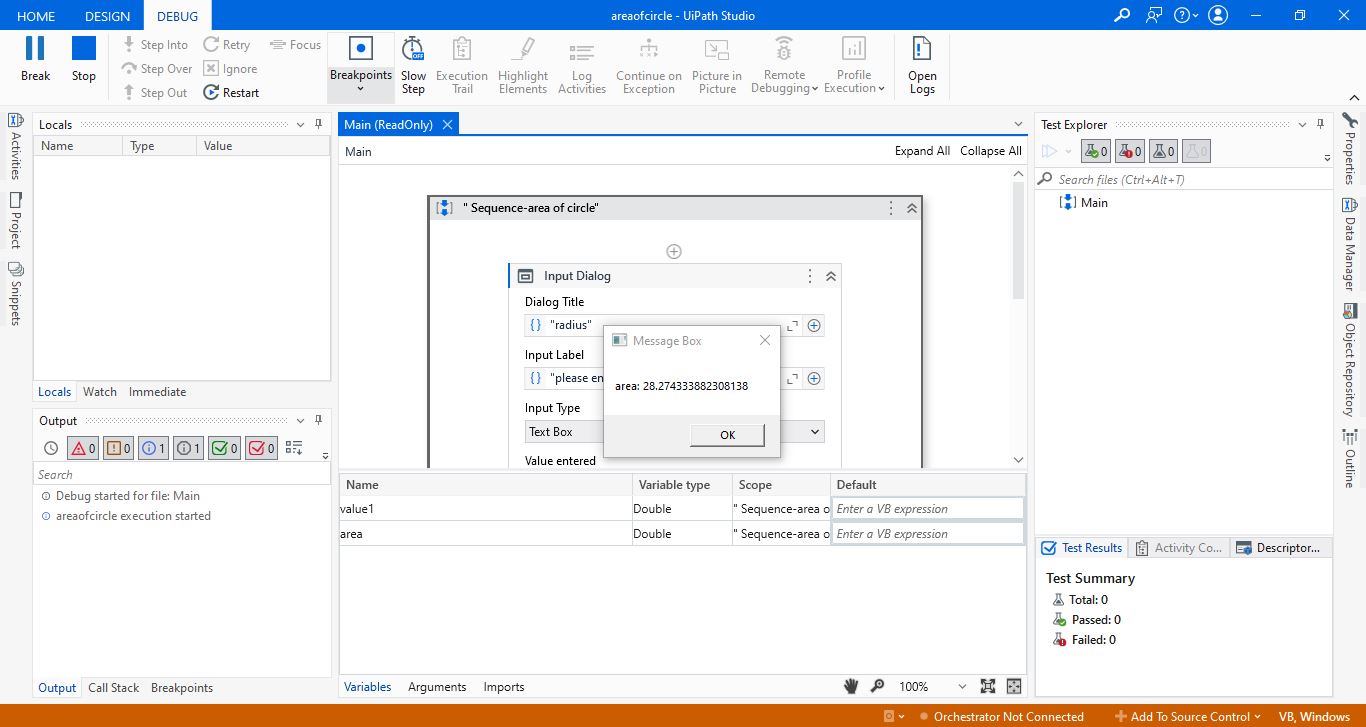 HOME DESIGN DEBUG
areaofcircle - UiPath Studio
Break
Stop
Step Into
Step Over
Step Out
Retry
Ignore
Restart
Focus
Breakpoints
Slow Step
Execution Trail
Highlight Elements
Log Activities
Continue on Exception
Picture in Picture
Remote Debugging
Profile Execution
Open Logs
Activities
Project
Snippets
Locals
Name Type Value
Locals Watch Immediate
Output
0 0 1 1 0 0
Search
Debug started for file: Main
areaofcircle execution started
Output Call Stack Breakpoints
Main (ReadOnly)
Main
Expand All Collapse All
" Sequence-area of circle"
Input Dialog
Dialog Title
{} "radius"
Input Label
{} "please en
Input Type
Text Box
Value entered
Message Box
area: 28.274333882308138
OK
Name Variable type Scope Default
value1 Double " Sequence-area o Enter a VB expression
area Double " Sequence-area o Enter a VB expression
Variables Arguments Imports
100%
Test Explorer
0 0 0 0
Search files (Ctrl+Alt+T)
Main
Test Results Activity Co... Descriptor...
Test Summary
Total: 0
Passed: 0
Failed: 0
Properties
Data Manager
Object Repository
Outline
Orchestrator Not Connected
Add To Source Control
VB, Windows